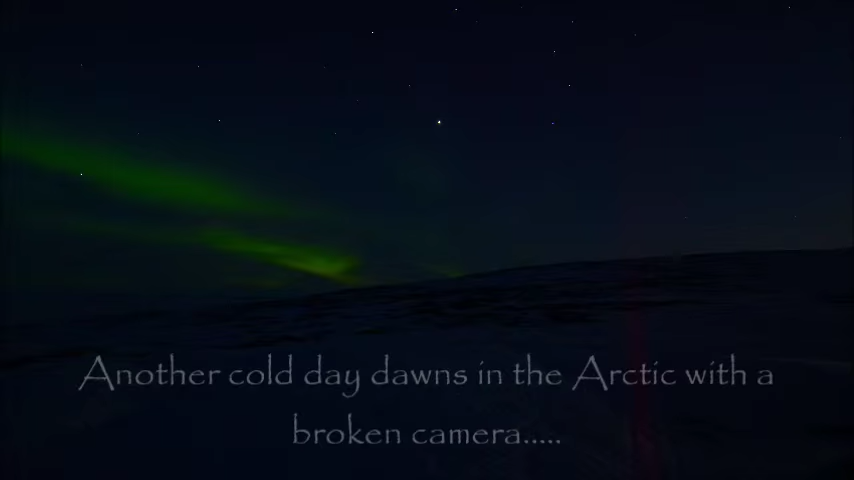 Another cold day dawns in the Arctic with a
broken camera.....